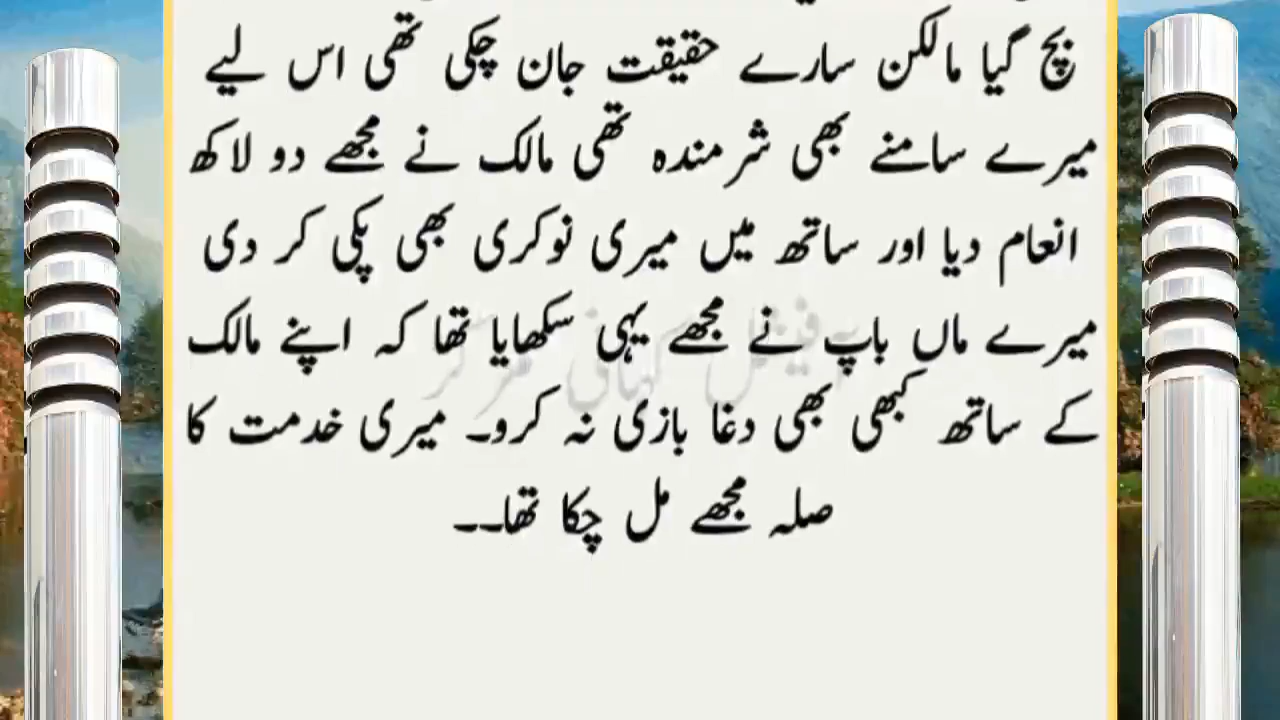 بچ گیا مالکن سارے حقیقت جان چکی تھی اس لیے
میرے سامنے بھی شرمندہ تھی مالک نے مجھے دو لاکھ
انعام دیا اور ساتھ میں میری نوکری بھی پکی کر دی
میرے ماں باپ نے مجھے یہی سکھایا تھا کہ اپنے مالک
کے ساتھ کبھی بھی دغا بازی نہ کرو۔ میری خدمت کا
صلہ مجھے مل چکا تھا۔۔